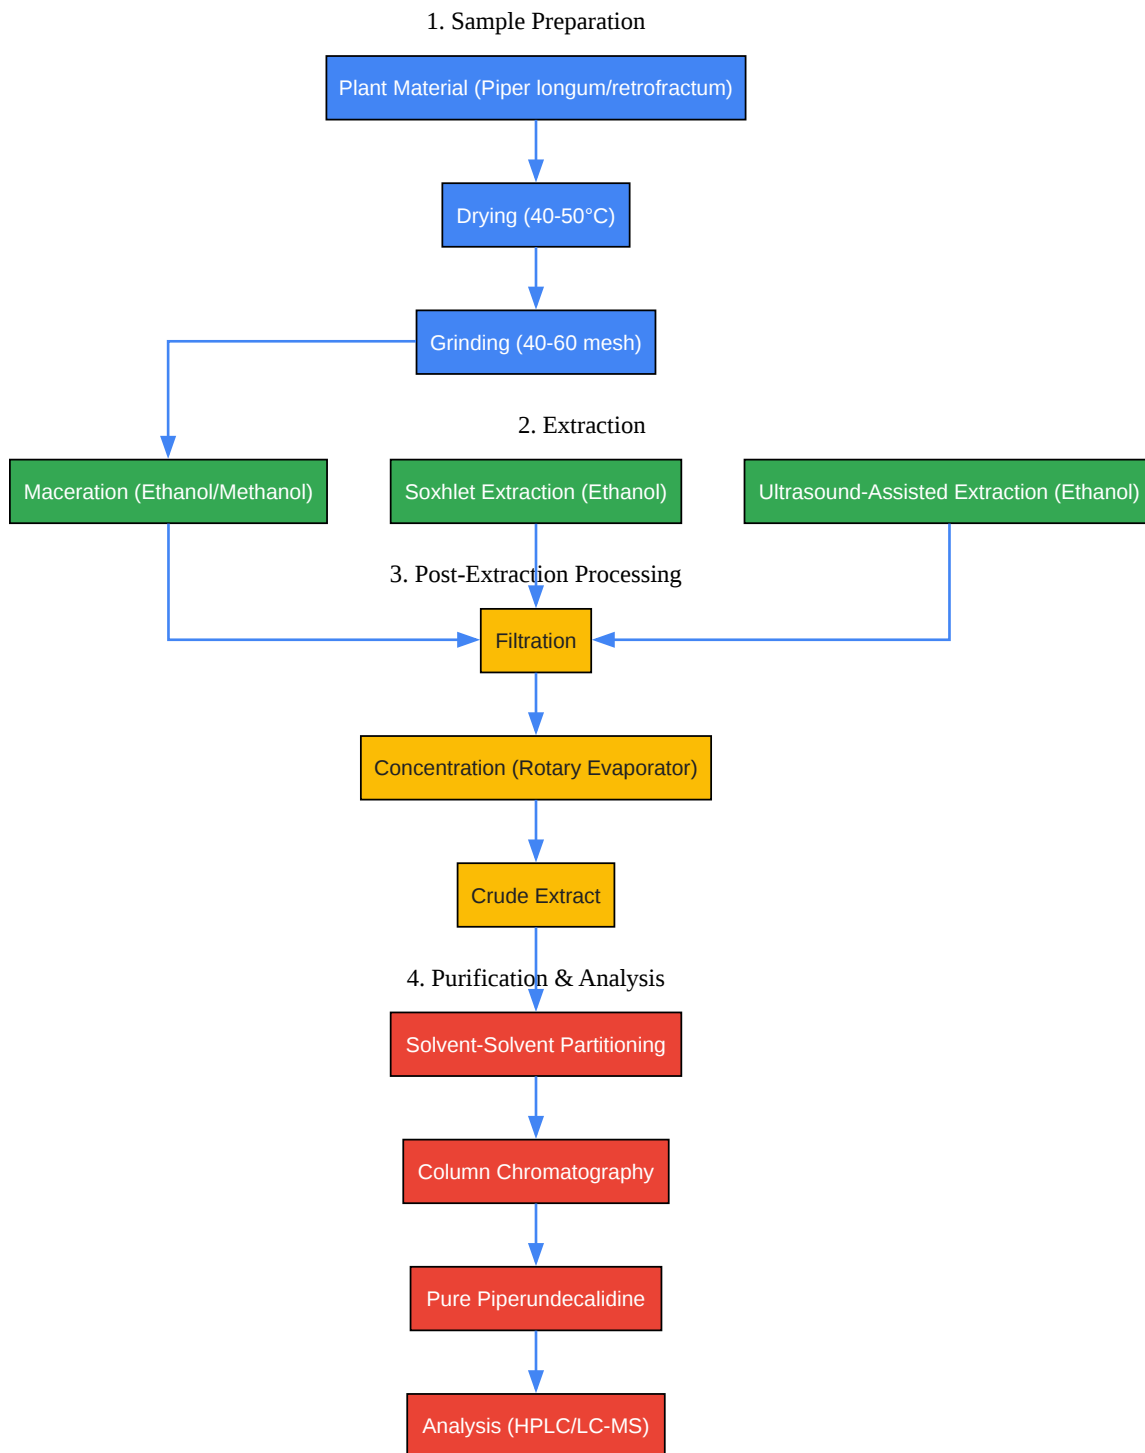 1. Sample Preparation
Plant Material (Piper longum/retrofractum)
Drying (40-50°C)
Grinding (40-60 mesh)
2. Extraction
Maceration (Ethanol/Methanol)
Soxhlet Extraction (Ethanol)
Ultrasound-Assisted Extraction (Ethanol)
3. Post-Extraction Processing
Filtration
Concentration (Rotary Evaporator)
Crude Extract
4. Purification & Analysis
Solvent-Solvent Partitioning
Column Chromatography
Pure Piperundecalidine
Analysis (HPLC/LC-MS)